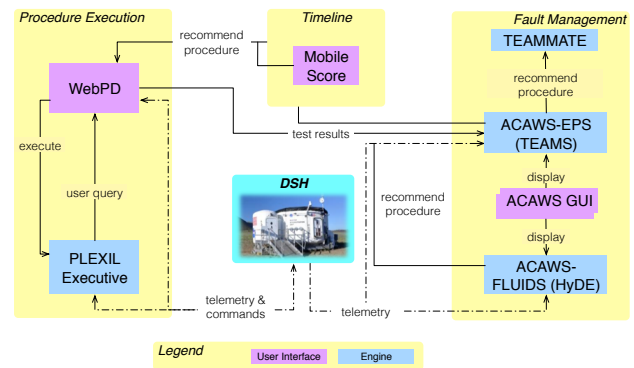 Procedure Execution
Timeline
Fault Management
recommend
procedure
Mobile
Score
TEAMMATE
WebPD
recommend
procedure
test results
ACAWS-EPS
(TEAMS)
execute
user query
DSH
display
recommend
procedure
ACAWS GUI
display
PLEXIL
Executive
ACAWS-
FLUIDS (HyDE)
telemetry &
commands
telemetry
Legend
User Interface
Engine